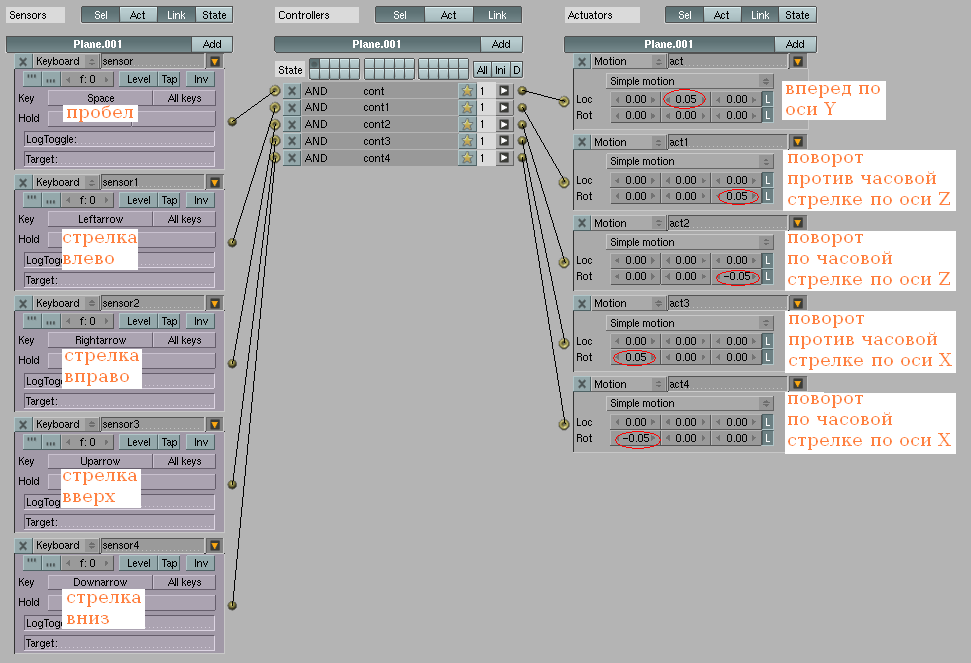 Sensors Sel Act Link State
Controllers Sel Act Link
Actuators Sel Act Link State
Plane.001 Add
Plane.001 Add
Plane.001 Add
Keyboard sensor
f: 0 Level Tap Inv
Key Space All keys
Hold
пробел
LogToggle:
Target:
Keyboard sensor1
f: 0 Level Tap Inv
Key Leftarrow All keys
Hold
стрелка
влево
Target:
Keyboard sensor2
f: 0 Level Tap Inv
Key Rightarrow All keys
Hold
стрелка
вправо
Target:
Keyboard sensor3
f: 0 Level Tap Inv
Key Uparrow All keys
Hold
стрелка
вверх
Target:
Keyboard sensor4
f: 0 Level Tap Inv
Key Downarrow All keys
Hold
стрелка
вниз
Target:
State All Ini D
AND cont 1
AND cont1 1
AND cont2 1
AND cont3 1
AND cont4 1
Motion act
Simple motion
Loc 0.00 0.05 0.00 L
Rot 0.00 0.00 0.00 L
вперед по
оси Y
Motion act1
Simple motion
Loc 0.00 0.00 0.00 L
Rot 0.00 0.00 0.05 L
поворот
против часовой
стрелке по оси Z
Motion act2
Simple motion
Loc 0.00 0.00 0.00 L
Rot 0.00 0.00 -0.05 L
поворот
по часовой
стрелке по оси Z
Motion act3
Simple motion
Loc 0.00 0.00 0.00 L
Rot 0.05 0.00 0.00 L
поворот
против часовой
стрелке по оси X
Motion act4
Simple motion
Loc 0.00 0.00 0.00 L
Rot -0.05 0.00 0.00 L
поворот
по часовой
стрелке по оси X